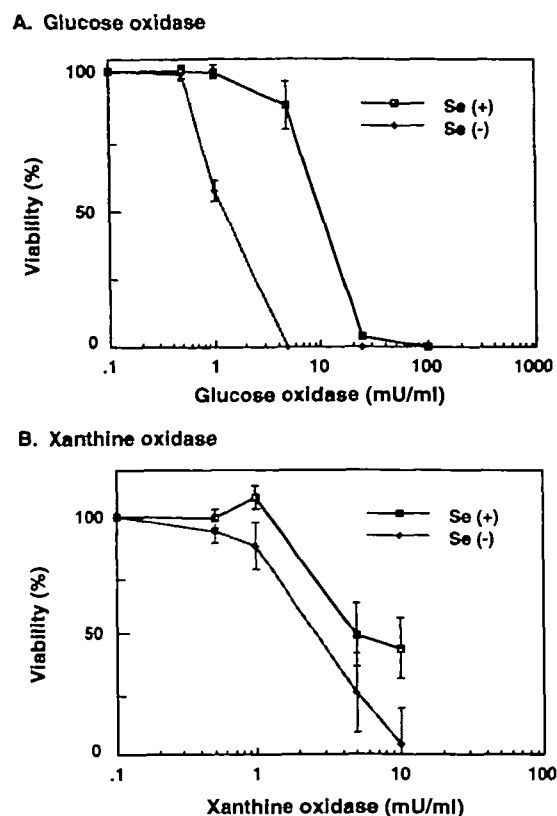 A. Glucose oxidase
100
50
0
Viability (%)
Se (+)
Se (-)
.1 1 10 100 1000
Glucose oxidase (mU/ml)
B. Xanthine oxidase
100
50
0
Viability (%)
Se (+)
Se (-)
.1 1 10 100
Xanthine oxidase (mU/ml)